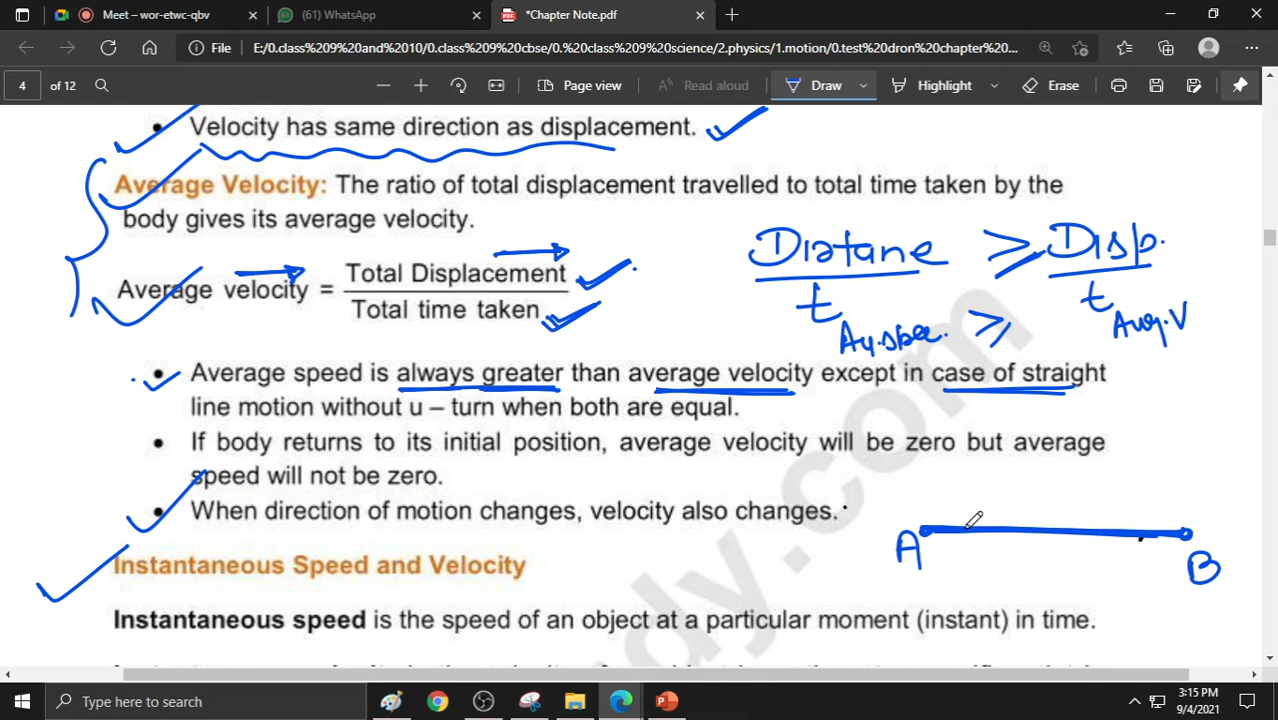 Meet – wor-etwc-qbv
(61) WhatsApp
*Chapter Note.pdf
File
E:/0.class%209%20and%2010/0.class%209%20cbse/0.%20class%209%20science/2.physics/1.motion/0.test%20dron%20chapter%20...
4 of 12
Page view
Read aloud
Draw
Highlight
Erase
Velocity has same direction as displacement.
Average Velocity: The ratio of total displacement travelled to total time taken by the
body gives its average velocity.
Distane ≥ Disp.
t t
Average velocity = Total Displacement
Total time taken
Av.spee. ≥ Avg.V
Average speed is always greater than average velocity except in case of straight
line motion without u – turn when both are equal.
If body returns to its initial position, average velocity will be zero but average
speed will not be zero.
When direction of motion changes, velocity also changes.
A B
Instantaneous Speed and Velocity
Instantaneous speed is the speed of an object at a particular moment (instant) in time.
Type here to search
3:15 PM
9/4/2021